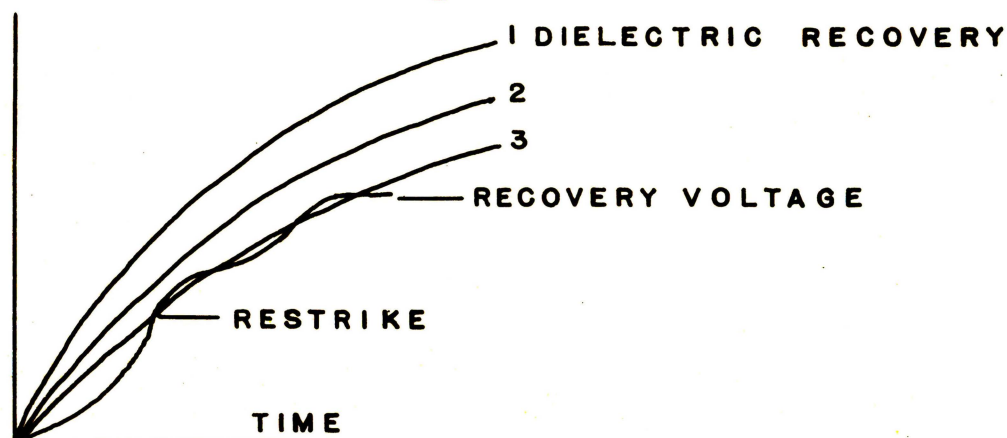 1 DIELECTRIC RECOVERY
2
3
RECOVERY VOLTAGE
RESTRIKE
TIME